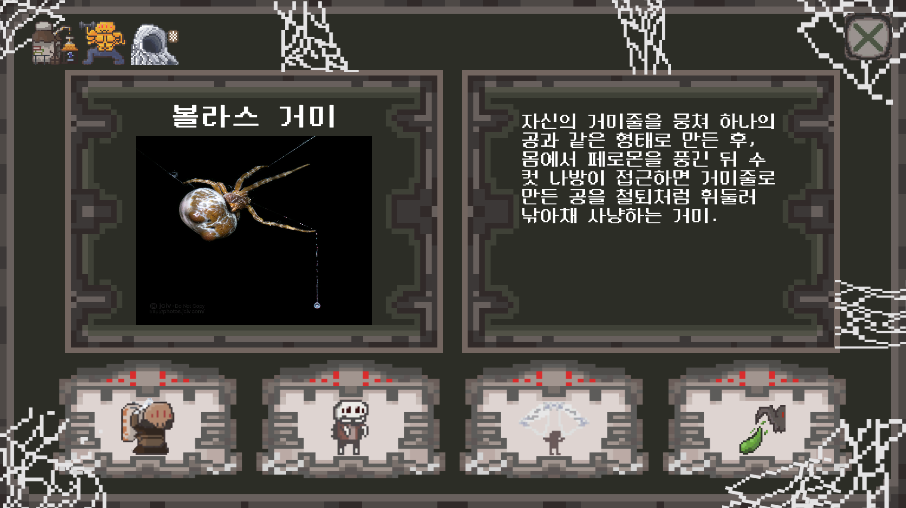 볼라스 거미
자신의 거미줄을 뭉쳐 하나의
공과 같은 형태로 만든 후,
몸에서 페로몬을 풍긴 뒤 수
컷 나방이 접근하면 거미줄로
만든 공을 철퇴처럼 휘둘러
낚아채 사냥하는 거미.